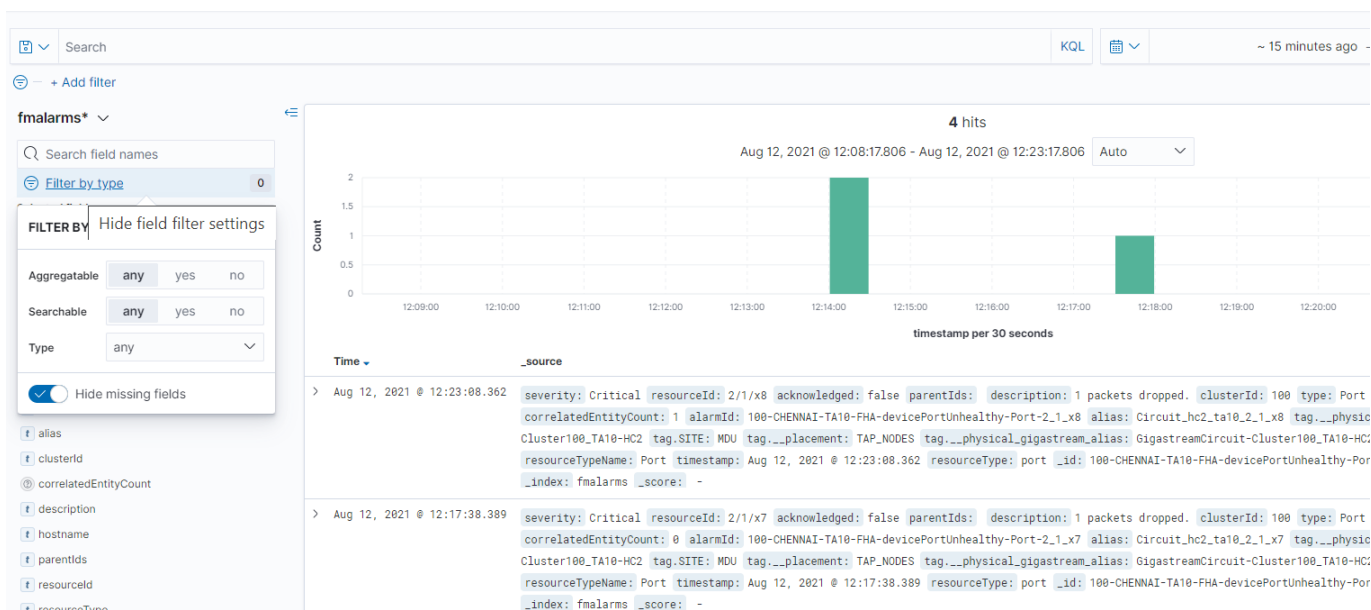 Search
KQL
~ 15 minutes ago
+ Add filter
fmalarms*
Search field names
Filter by type 0
FILTER BY
Hide field filter settings
Aggregatable any yes no
Searchable any yes no
Type any
Hide missing fields
t alias
t clusterId
correlatedEntityCount
t description
t hostname
t parentIds
t resourceId
t resourceType
4 hits
Aug 12, 2021 @ 12:08:17.806 - Aug 12, 2021 @ 12:23:17.806 Auto
Count
2
1.5
1
0.5
0
12:09:00 12:10:00 12:11:00 12:12:00 12:13:00 12:14:00 12:15:00 12:16:00 12:17:00 12:18:00 12:19:00 12:20:00
timestamp per 30 seconds
Time _source
Aug 12, 2021 @ 12:23:08.362 severity: Critical resourceId: 2/1/x8 acknowledged: false parentIds: description: 1 packets dropped. clusterId: 100 type: Port
correlatedEntityCount: 1 alarmId: 100-CHENNAI-TA10-FHA-devicePortUnhealthy-Port-2_1_x8 alias: Circuit_hc2_ta10_2_1_x8 tag.__physic
Cluster100_TA10-HC2 tag.SITE: MDU tag.__placement: TAP_NODES tag.__physical_gigastream_alias: GigastreamCircuit-Cluster100_TA10-HC2
resourceTypeName: Port timestamp: Aug 12, 2021 @ 12:23:08.362 resourceType: port _id: 100-CHENNAI-TA10-FHA-devicePortUnhealthy-Por
_index: fmalarms _score: -
Aug 12, 2021 @ 12:17:38.389 severity: Critical resourceId: 2/1/x7 acknowledged: false parentIds: description: 1 packets dropped. clusterId: 100 type: Port
correlatedEntityCount: 0 alarmId: 100-CHENNAI-TA10-FHA-devicePortUnhealthy-Port-2_1_x7 alias: Circuit_hc2_ta10_2_1_x7 tag.__physic
Cluster100_TA10-HC2 tag.SITE: MDU tag.__placement: TAP_NODES tag.__physical_gigastream_alias: GigastreamCircuit-Cluster100_TA10-HC2
resourceTypeName: Port timestamp: Aug 12, 2021 @ 12:17:38.389 resourceType: port _id: 100-CHENNAI-TA10-FHA-devicePortUnhealthy-Por
_index: fmalarms _score: -